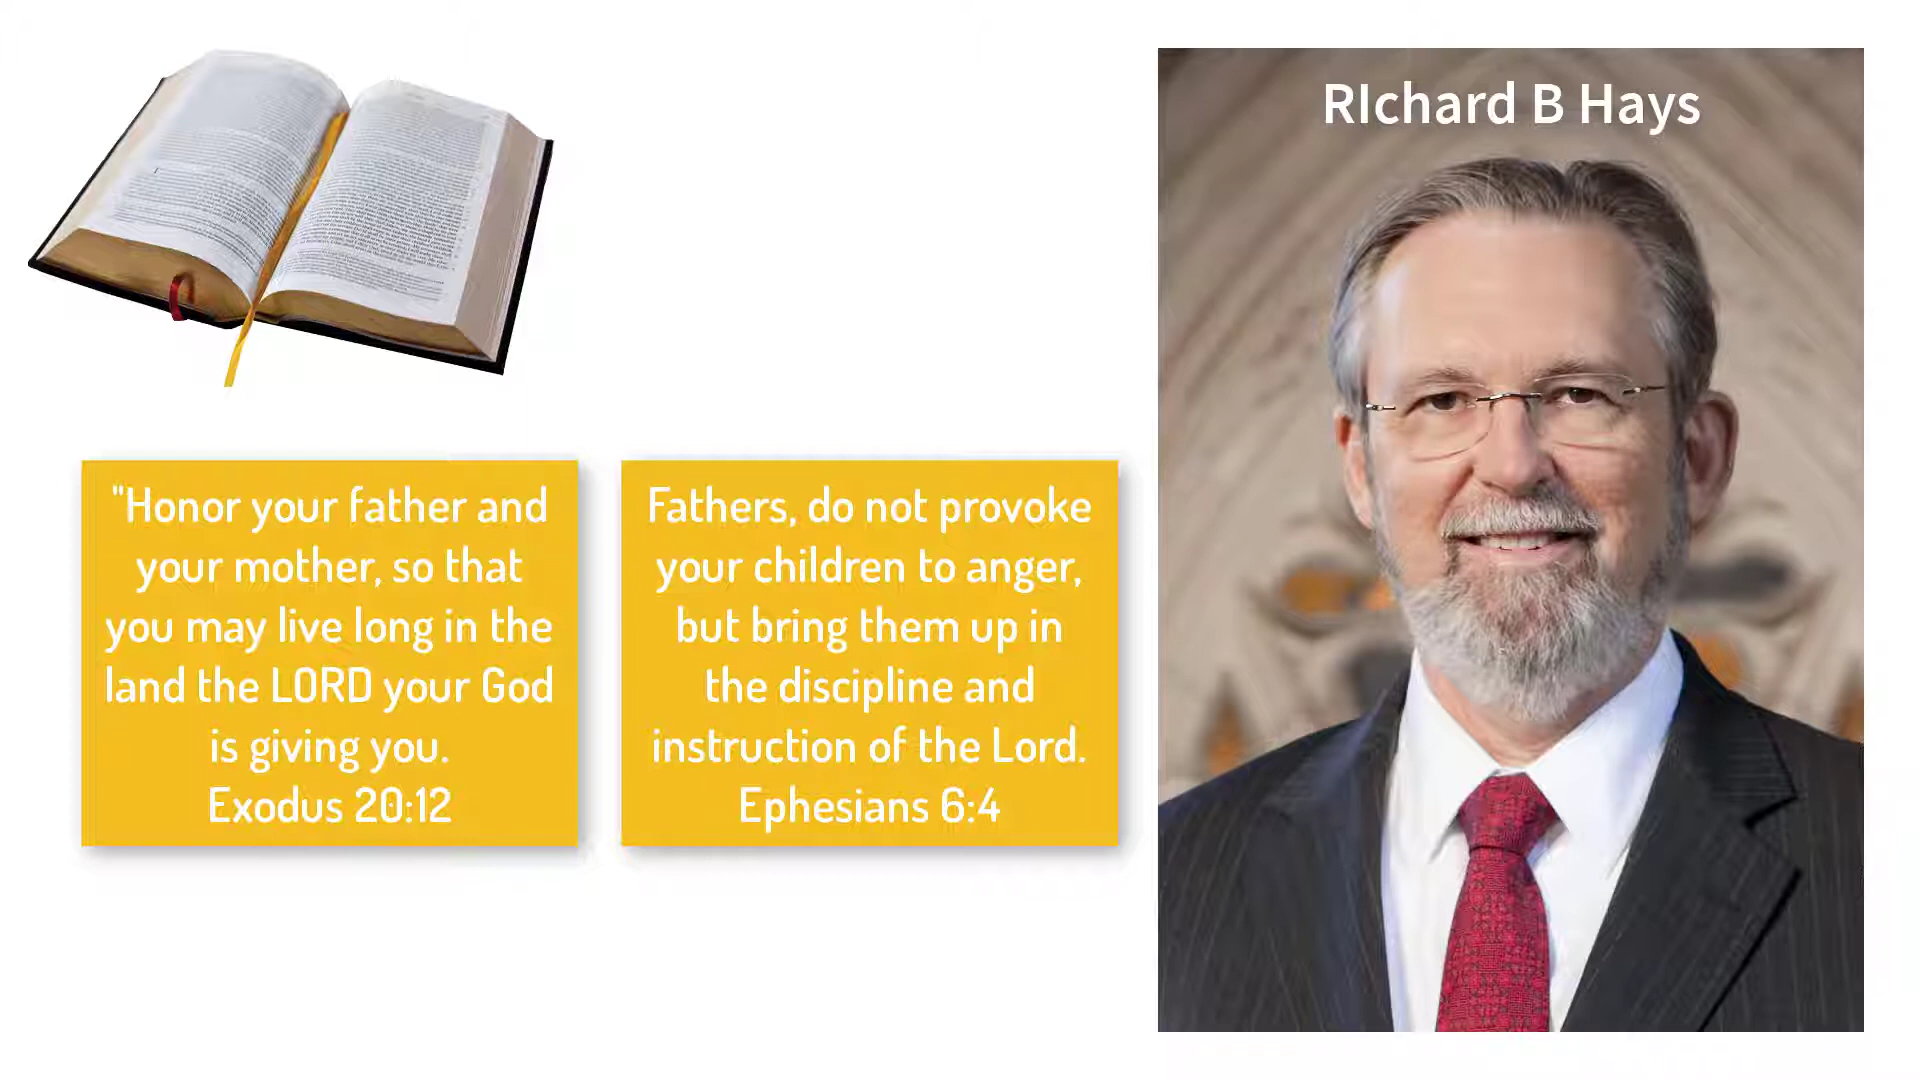 RIchard B Hays
"Honor your father and
your mother, so that
you may live long in the
land the LORD your God
is giving you.
Exodus 20:12
Fathers, do not provoke
your children to anger,
but bring them up in
the discipline and
instruction of the Lord.
Ephesians 6:4